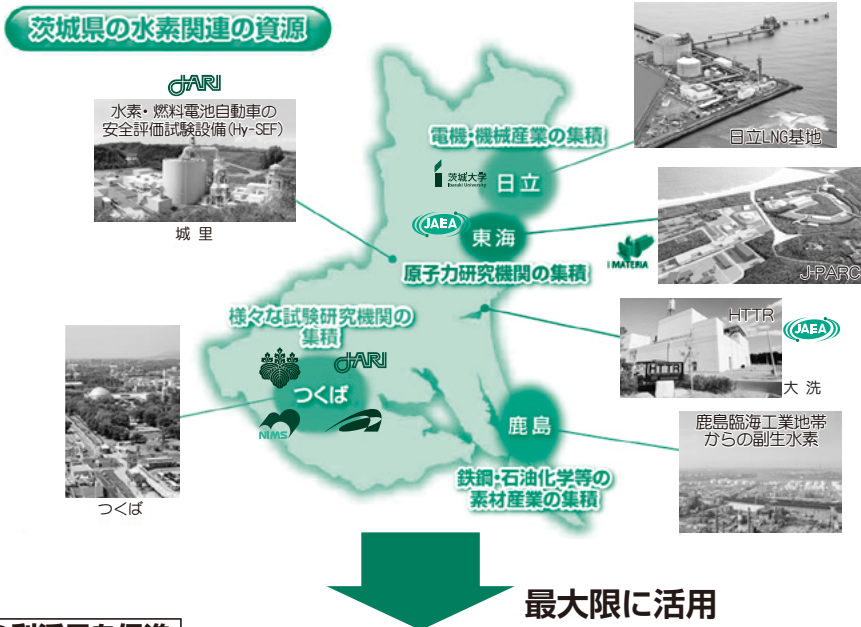 茨城県の水素関連の資源
JARI
水素・燃料電池自動車の
安全評価試験設備(Hy-SEF)
城里
電機・機械産業の集積
茨城大学
Ibaraki University
日立
日立LNG基地
JAEA
東海
原子力研究機関の集積
iMATERIA
J-PARC
HTTR
HTTR
JAEA
大洗
様々な試験研究機関の
集積
JARI
つくば
NIMS
つくば
鹿島
鉄鋼・石油化学等の
素材産業の集積
鹿島臨海工業地帯
からの副生水素
最大限に活用